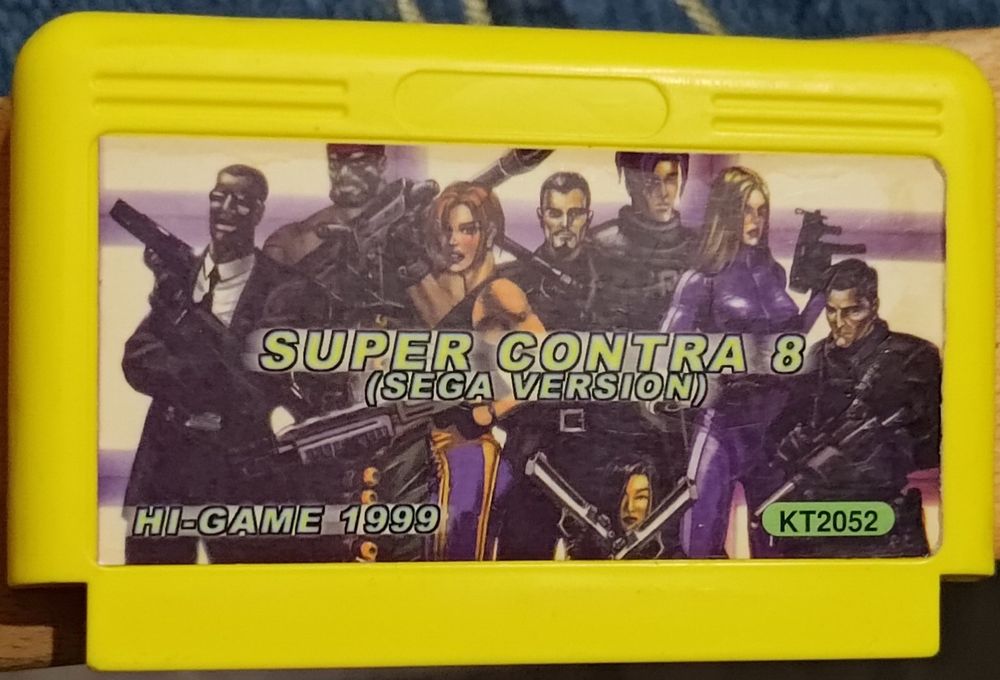 SUPER CONTRA 8
(SEGA VERSION)
HI-GAME 1999
KT2052